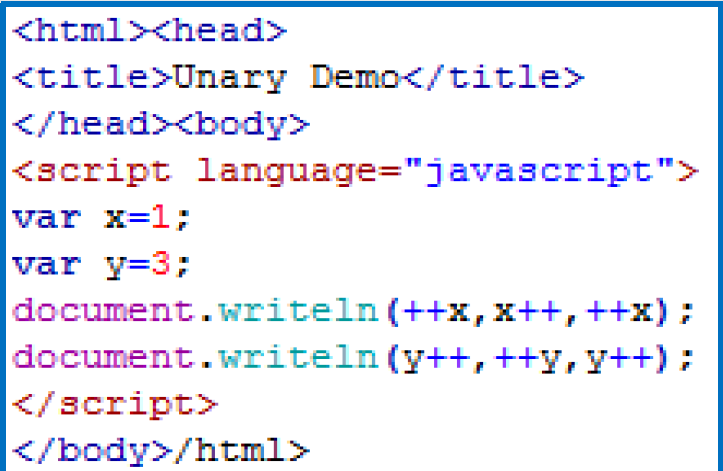 <html><head>
<title>Unary Demo</title>
</head><body>
<script language="javascript">
var x=1;
var y=3;
document.writeln(++x,x++,++x);
document.writeln(y++,++y,y++);
</script>
</body>/html>